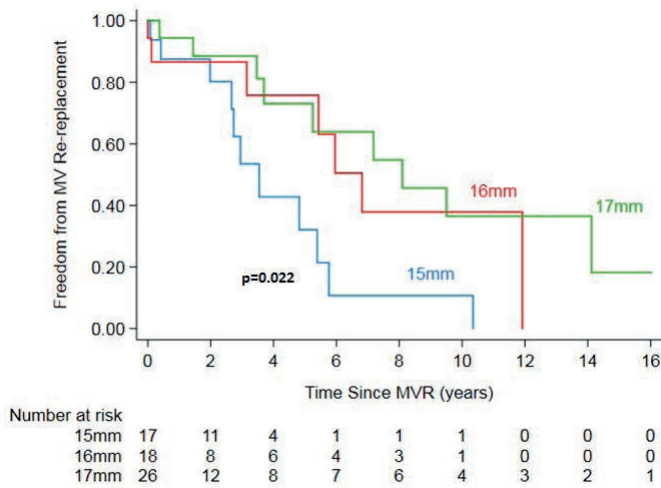 Freedom from MV Re-replacement
1.00
0.80
0.60
0.40
0.20
0.00
16mm
17mm
15mm
p=0.022
0 2 4 6 8 10 12 14 16
Time Since MVR (years)
Number at risk
15mm 17 11 4 1 1 1 0 0 0
16mm 18 8 6 4 3 1 0 0 0
17mm 26 12 8 7 6 4 3 2 1